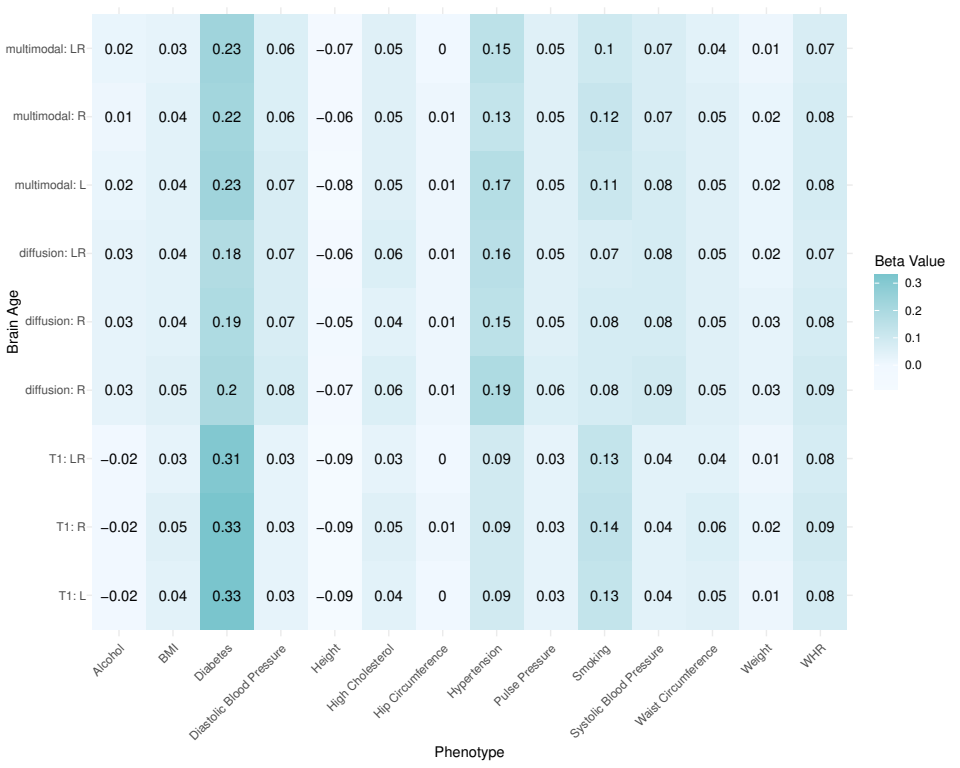 multimodal: LR 0.02 0.03 0.23 0.06 −0.07 0.05 0 0.15 0.05 0.1 0.07 0.04 0.01 0.07
multimodal: R 0.01 0.04 0.22 0.06 −0.06 0.05 0.01 0.13 0.05 0.12 0.07 0.05 0.02 0.08
multimodal: L 0.02 0.04 0.23 0.07 −0.08 0.05 0.01 0.17 0.05 0.11 0.08 0.05 0.02 0.08
diffusion: LR 0.03 0.04 0.18 0.07 −0.06 0.06 0.01 0.16 0.05 0.07 0.08 0.05 0.02 0.07
diffusion: R 0.03 0.04 0.19 0.07 −0.05 0.04 0.01 0.15 0.05 0.08 0.08 0.05 0.03 0.08
diffusion: R 0.03 0.05 0.2 0.08 −0.07 0.06 0.01 0.19 0.06 0.08 0.09 0.05 0.03 0.09
T1: LR −0.02 0.03 0.31 0.03 −0.09 0.03 0 0.09 0.03 0.13 0.04 0.04 0.01 0.08
T1: R −0.02 0.05 0.33 0.03 −0.09 0.05 0.01 0.09 0.03 0.14 0.04 0.06 0.02 0.09
T1: L −0.02 0.04 0.33 0.03 −0.09 0.04 0 0.09 0.03 0.13 0.04 0.05 0.01 0.08
Brain Age
Alcohol
BMI
Diabetes
Diastolic Blood Pressure
Height
High Cholesterol
Hip Circumference
Hypertension
Pulse Pressure
Smoking
Systolic Blood Pressure
Waist Circumference
Weight
WHR
Phenotype
Beta Value
0.3
0.2
0.1
0.0